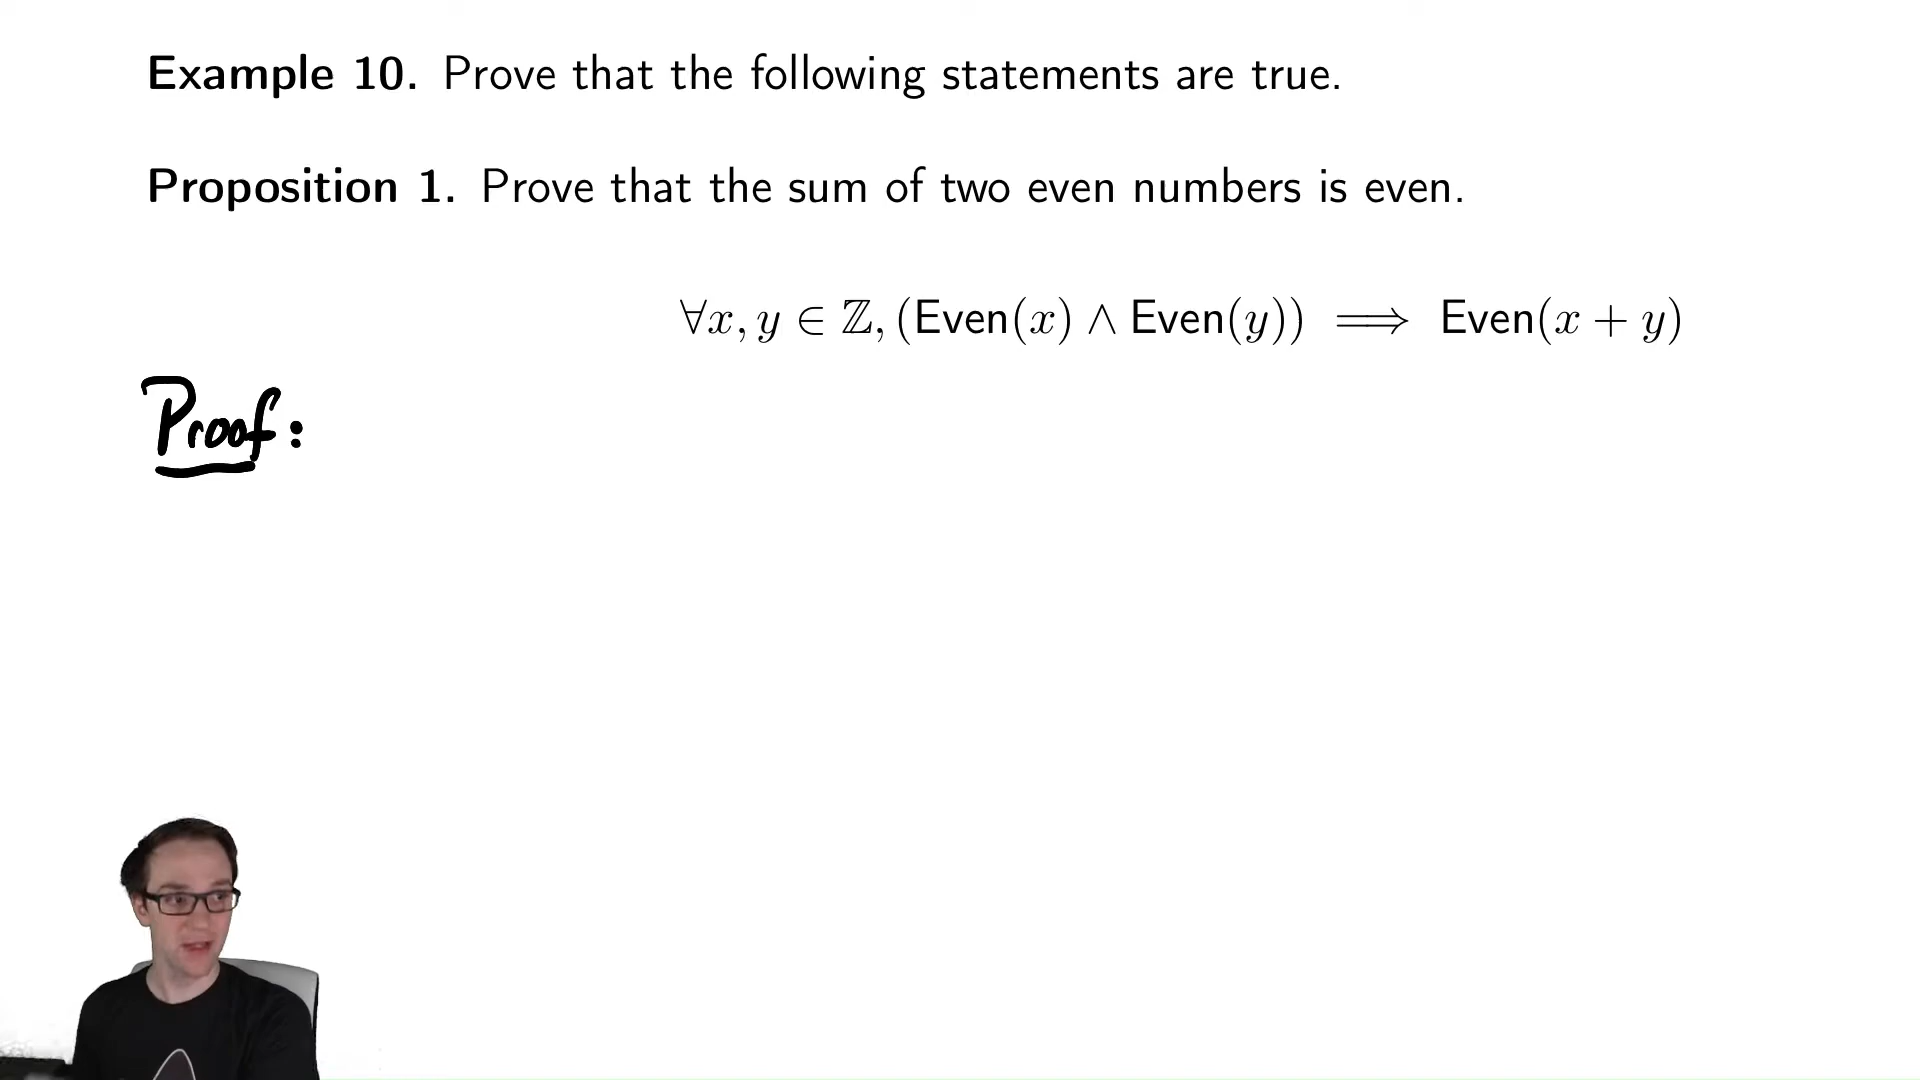 Example 10. Prove that the following statements are true.
Proposition 1. Prove that the sum of two even numbers is even.
∀x, y ∈ ℤ, (Even(x) ∧ Even(y)) ⟹ Even(x + y)
Proof: